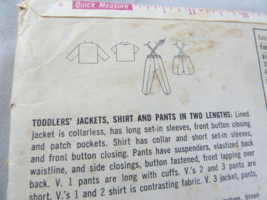 Quick Measure
TODDLERS' JACKETS, SHIRT AND PANTS IN TWO LENGTHS: Lined
jacket is collarless, has long set-in sleeves, front button closing
and patch pockets. Shirt has collar and short set-in sleeves,
and front button closing. Pants have suspenders, elasticized back
waistline, and side closings, button fastened, front lapping over
back. V. 1 pants are long with cuffs. V.'s 2 and 3 pants,
short. V.'s 1 and 2 shirt is contrasting fabric. V. 3 jacket, pants